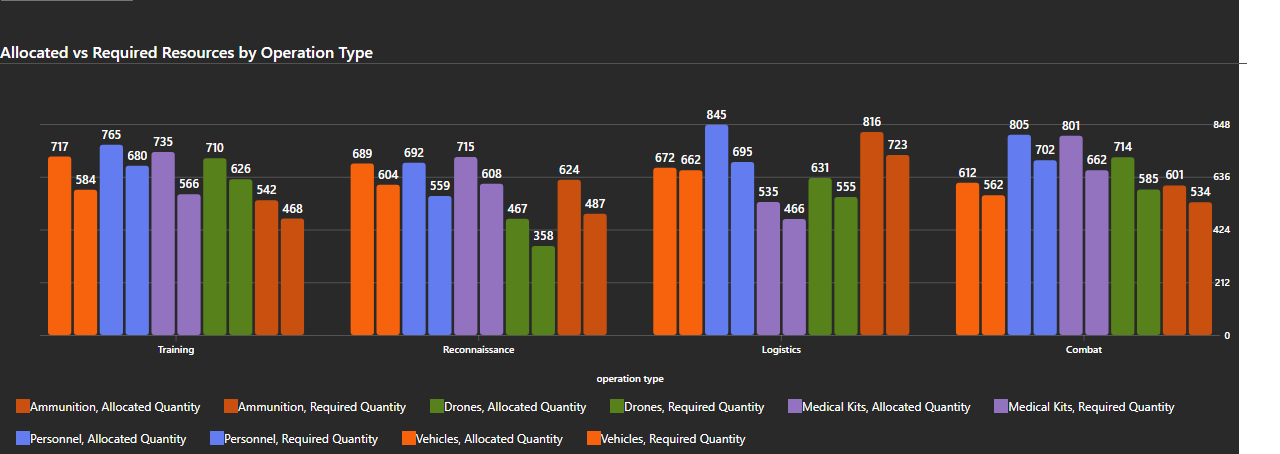 Allocated vs Required Resources by Operation Type
717 584 765 680 735 566 710 626 542 468
689 604 692 559 715 608 467 358 624 487
672 662 845 695 535 466 631 555 816 723
612 562 805 702 801 662 714 585 601 534
848
636
424
212
0
Training Reconnaissance Logistics Combat
operation type
Ammunition, Allocated Quantity Ammunition, Required Quantity Drones, Allocated Quantity Drones, Required Quantity Medical Kits, Allocated Quantity Medical Kits, Required Quantity
Personnel, Allocated Quantity Personnel, Required Quantity Vehicles, Allocated Quantity Vehicles, Required Quantity